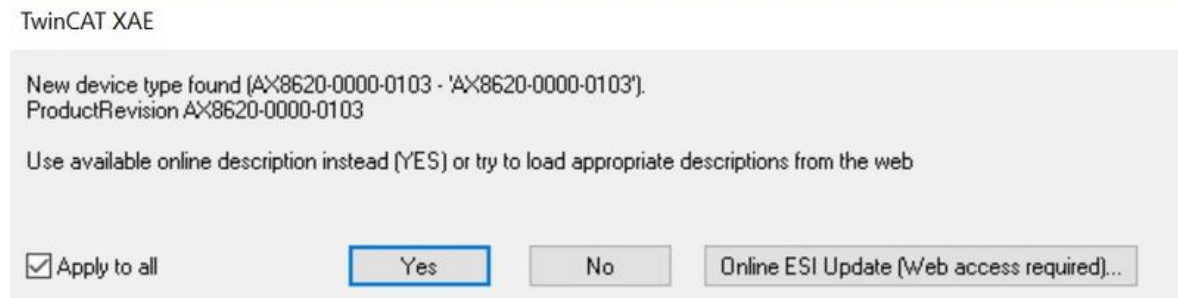 TwinCAT XAE
New device type found (AX8620-0000-0103 - 'AX8620-0000-0103').
ProductRevision AX8620-0000-0103
Use available online description instead (YES) or try to load appropriate descriptions from the web
Apply to all
Yes
No
Online ESI Update (Web access required)...